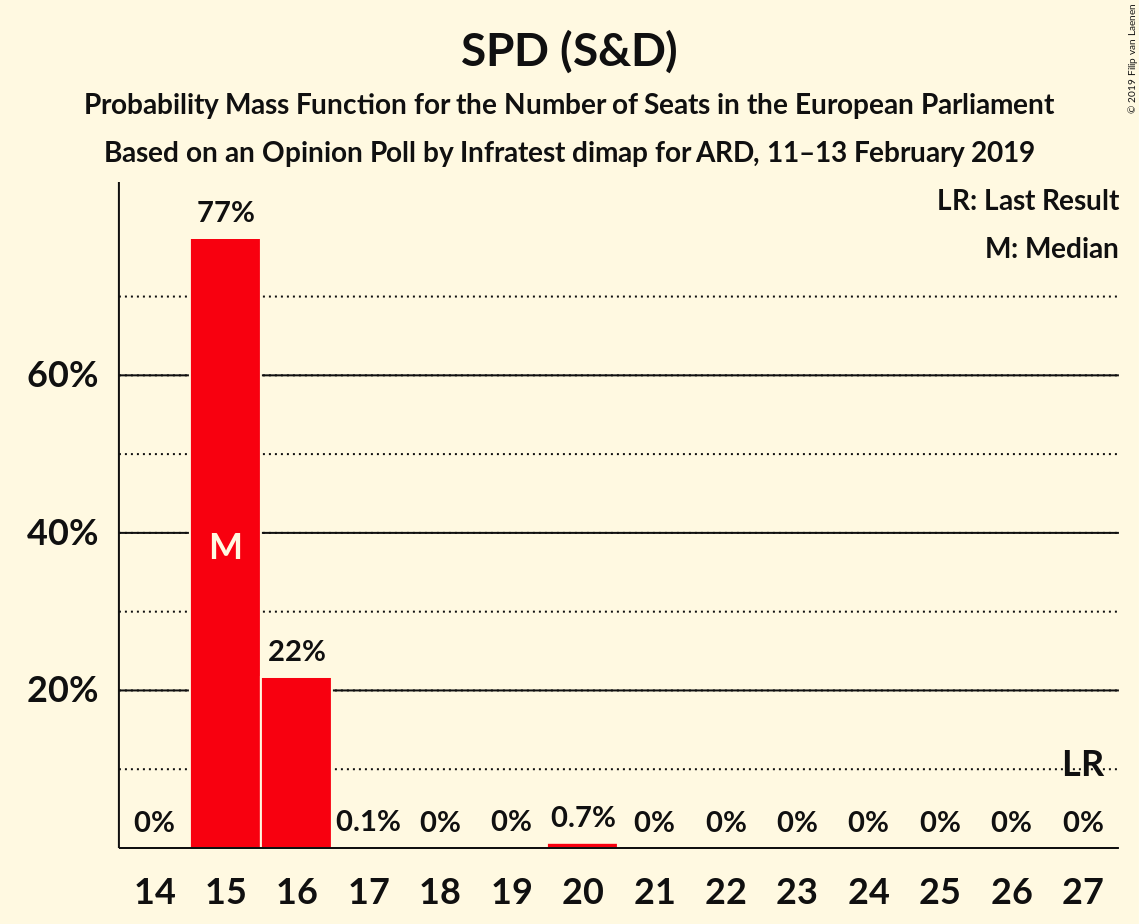 SPD (S&D)
Probability Mass Function for the Number of Seats in the European Parliament
Based on an Opinion Poll by Infratest dimap for ARD, 11–13 February 2019
© 2019 Filip van Laenen
LR: Last Result
M: Median
77%
60%
40%
M
22%
20%
LR
0%
0.1%
0%
0%
0.7%
0%
0%
0%
0%
0%
0%
0%
14 15 16 17 18 19 20 21 22 23 24 25 26 27